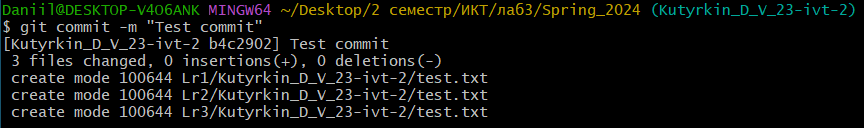 Daniil@DESKTOP-V4O6ANK MINGW64 ~/Desktop/2 семестр/ИКТ/лаб3/Spring_2024 (Kutyrkin_D_V_23-ivt-2)
$ git commit -m "Test commit"
[Kutyrkin_D_V_23-ivt-2 b4c2902] Test commit
 3 files changed, 0 insertions(+), 0 deletions(-)
 create mode 100644 Lr1/Kutyrkin_D_V_23-ivt-2/test.txt
 create mode 100644 Lr2/Kutyrkin_D_V_23-ivt-2/test.txt
 create mode 100644 Lr3/Kutyrkin_D_V_23-ivt-2/test.txt